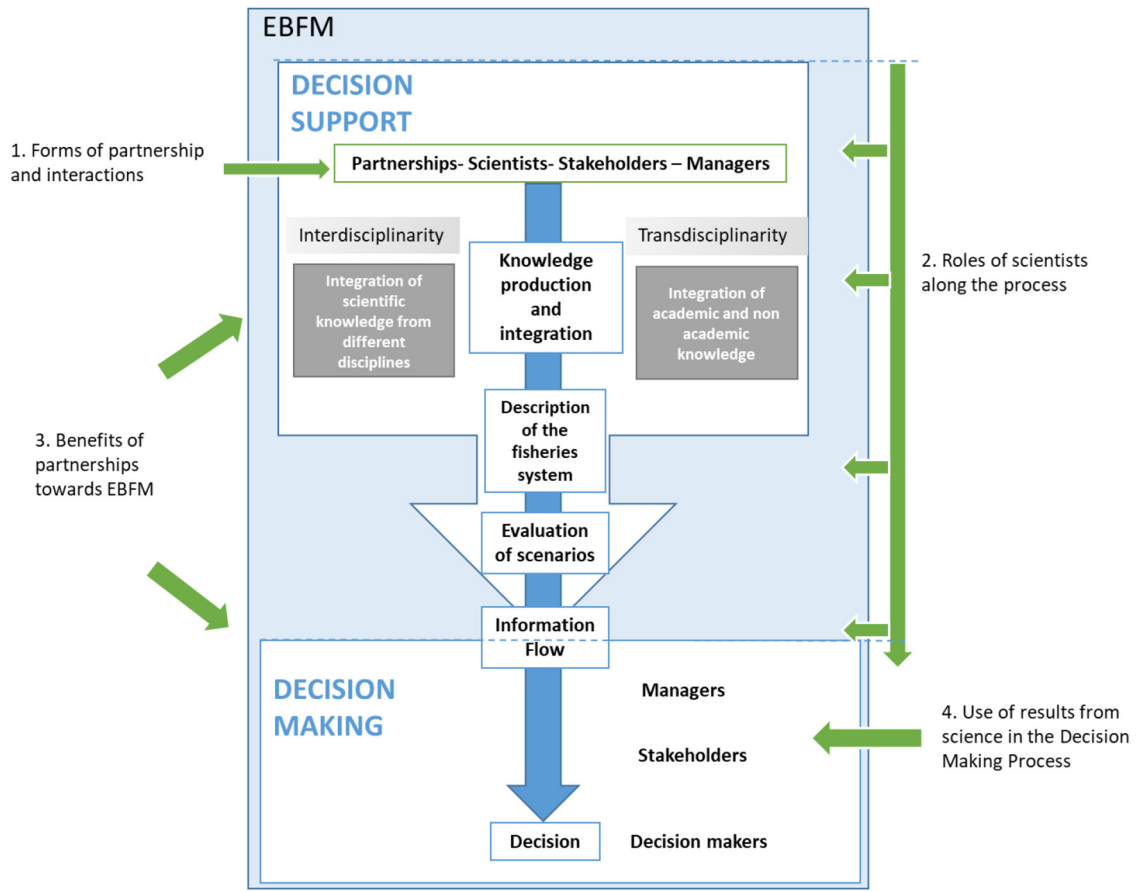 EBFM
DECISION
SUPPORT
1. Forms of partnership
and interactions
Partnerships- Scientists- Stakeholders – Managers
Interdisciplinarity
Transdisciplinarity
Integration of
scientific
knowledge from
different
disciplines
Knowledge
production
and
integration
Integration of
academic and non
academic
knowledge
2. Roles of scientists
along the process
Description
of the
fisheries
system
3. Benefits of
partnerships
towards EBFM
Evaluation
of scenarios
Information
Flow
DECISION
MAKING
Managers
Stakeholders
4. Use of results from
science in the Decision
Making Process
Decision
Decision makers